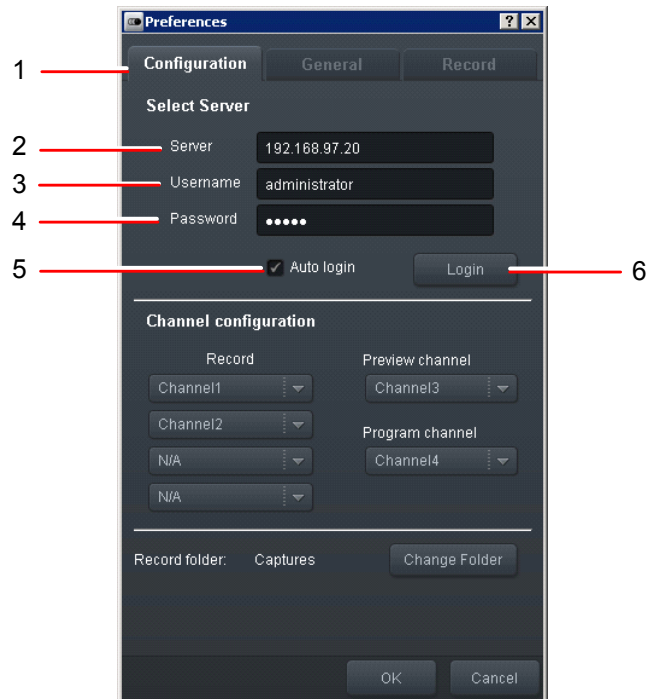 Preferences
1 Configuration General Record
Select Server
2 Server 192.168.97.20
3 Username administrator
4 Password •••••
5 Auto login Login 6
Channel configuration
Record Preview channel
Channel1 Channel3
Channel2 Program channel
N/A Channel4
N/A
Record folder: Captures Change Folder
OK Cancel